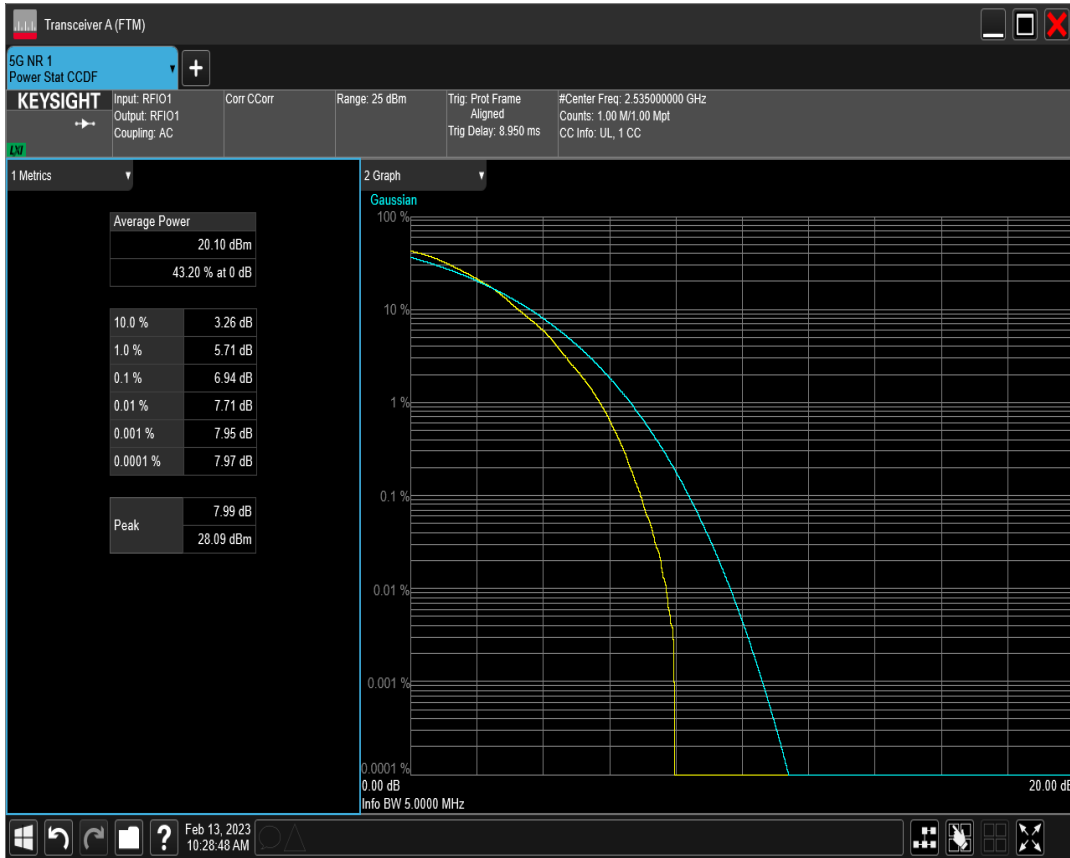 Transceiver A (FTM)
5G NR 1
Power Stat CCDF
+
KEYSIGHT
LXI
Input: RFIO1
Output: RFIO1
Coupling: AC
Corr CCorr
Range: 25 dBm
Trig: Prot Frame
Aligned
Trig Delay: 8.950 ms
#Center Freq: 2.535000000 GHz
Counts: 1.00 M/1.00 Mpt
CC Info: UL, 1 CC
1 Metrics
Average Power
20.10 dBm
43.20 % at 0 dB
10.0 % 3.26 dB
1.0 % 5.71 dB
0.1 % 6.94 dB
0.01 % 7.71 dB
0.001 % 7.95 dB
0.0001 % 7.97 dB
Peak 7.99 dB
28.09 dBm
2 Graph
Gaussian
100 %
10 %
1 %
0.1 %
0.01 %
0.001 %
0.0001 %
0.00 dB 20.00 dB
Info BW 5.0000 MHz
?
Feb 13, 2023
10:28:48 AM